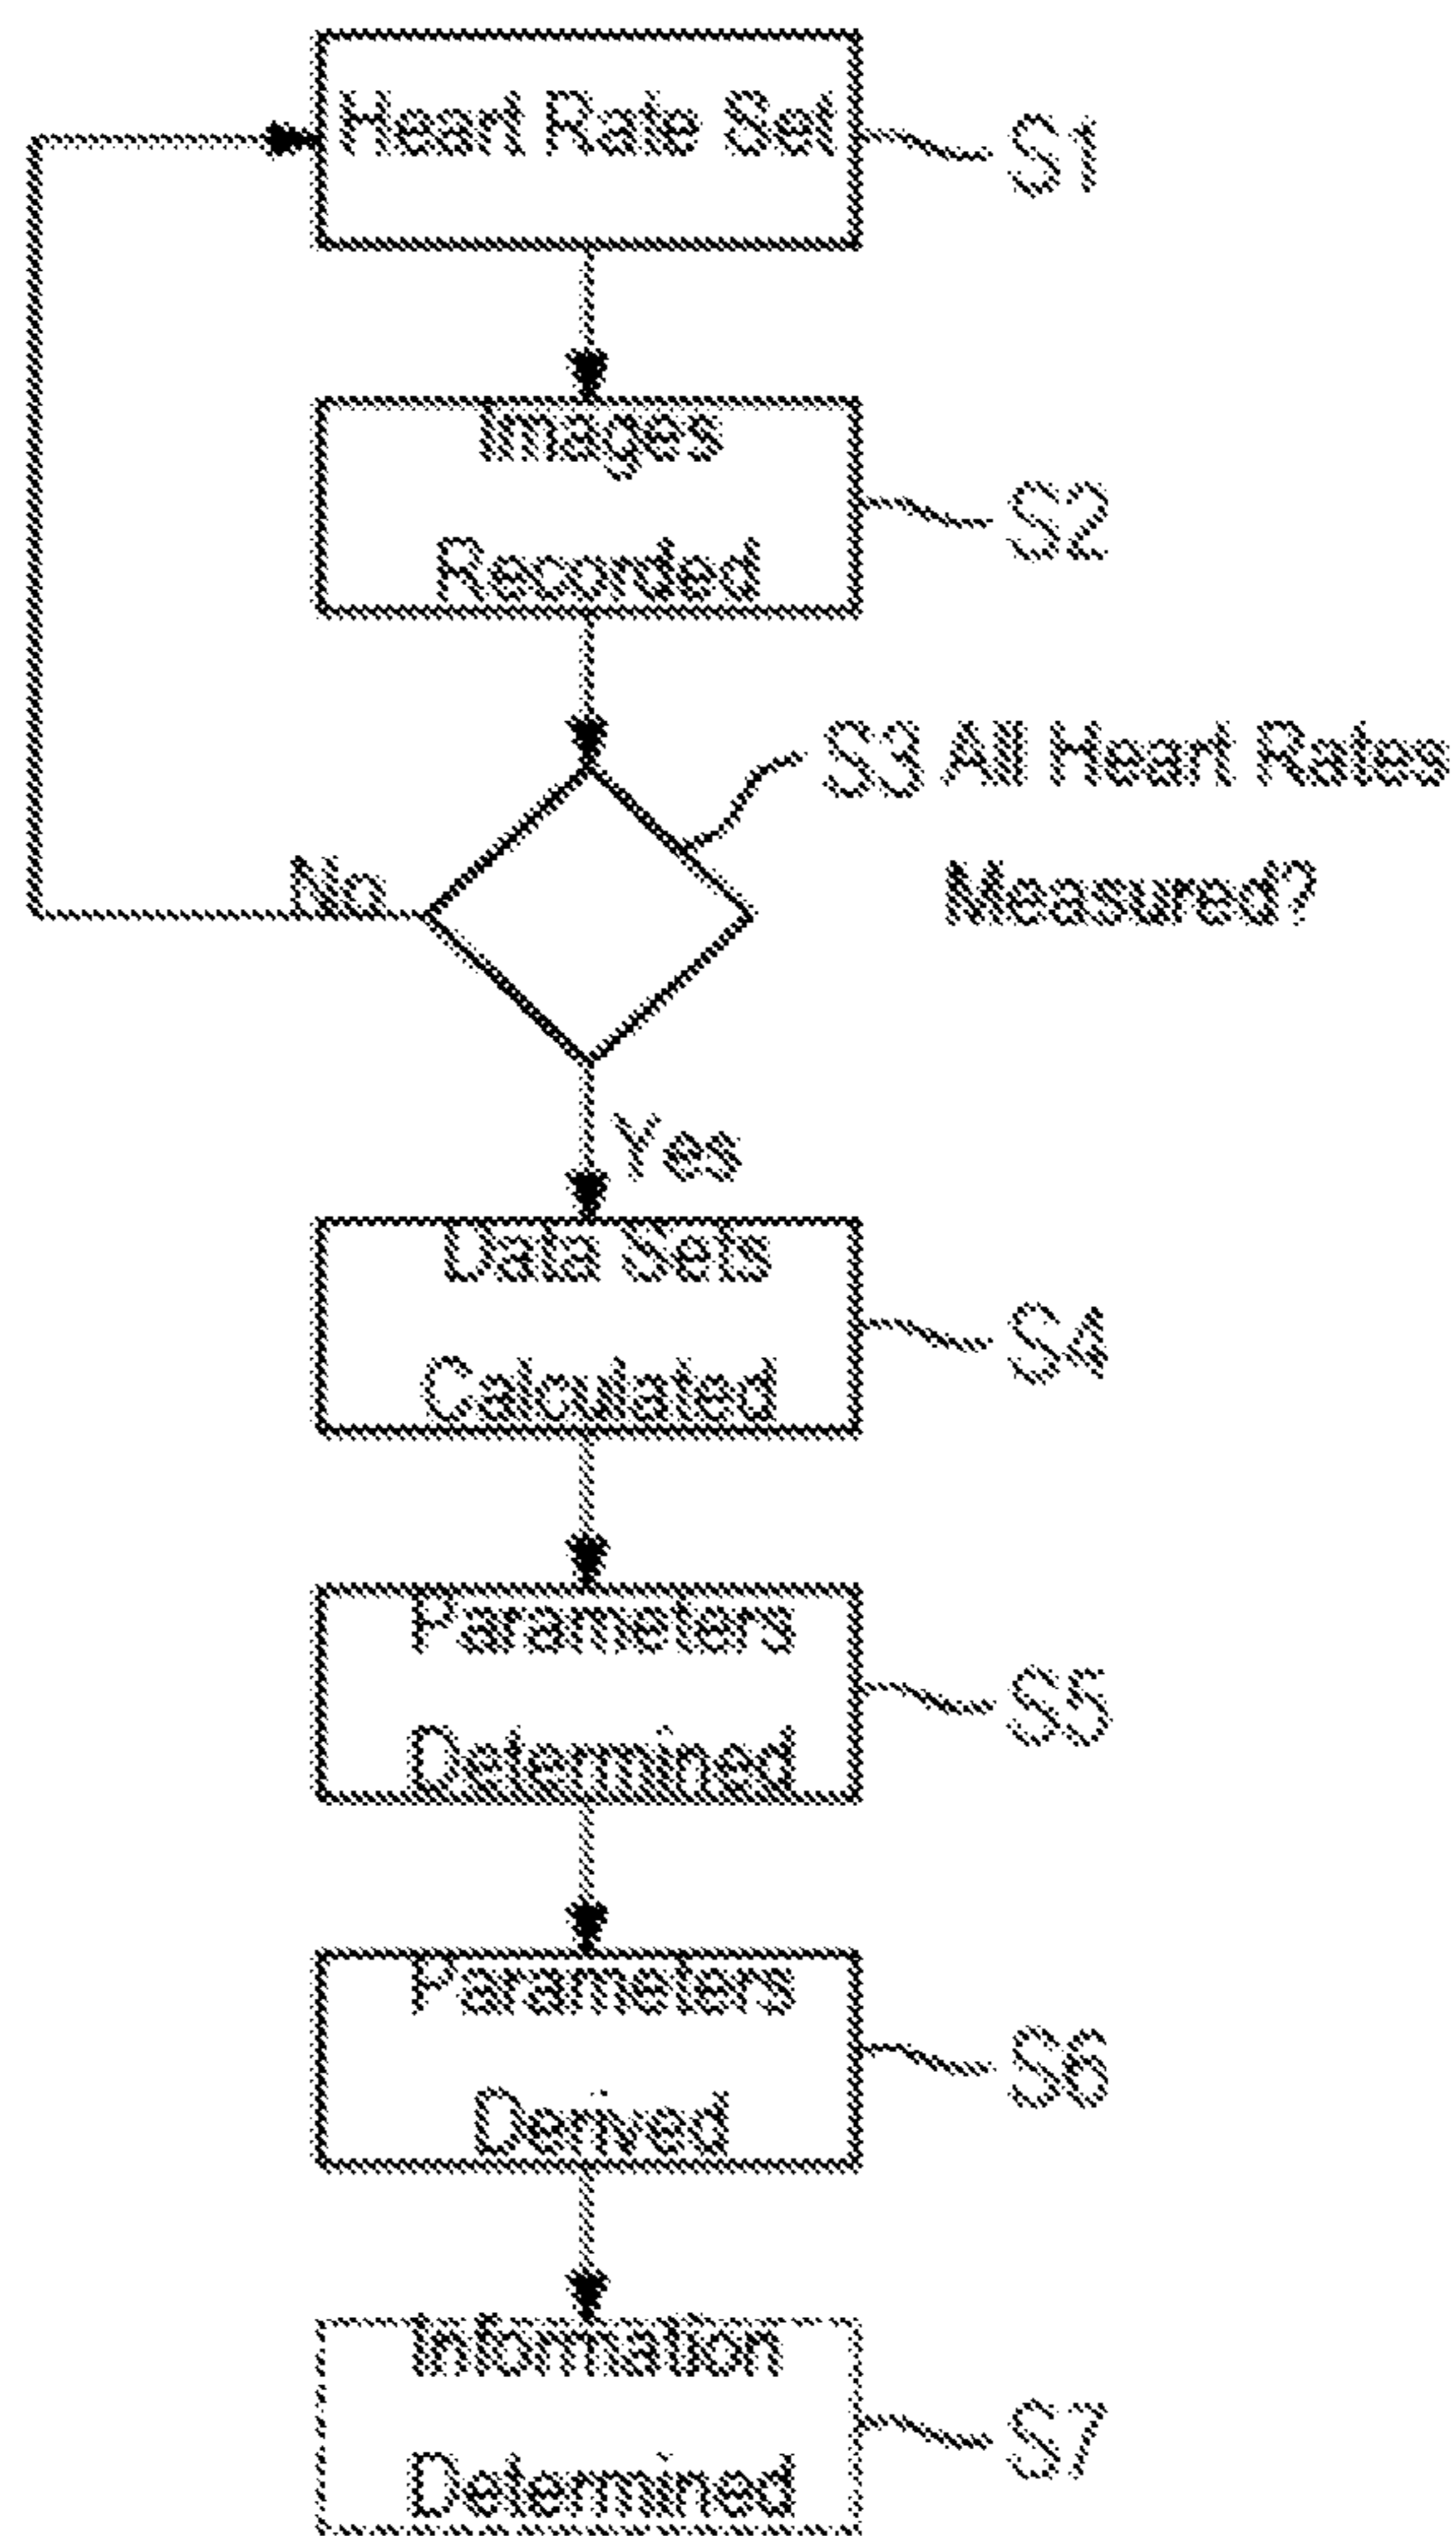 Heart Rate Set
S1
Images
Recorded
S2
S3 All Heart Rates
Measured?
No
Yes
Data Sets
Calculated
S4
Parameters
Determined
S5
Parameters
Derived
S6
Information
Determined
S7